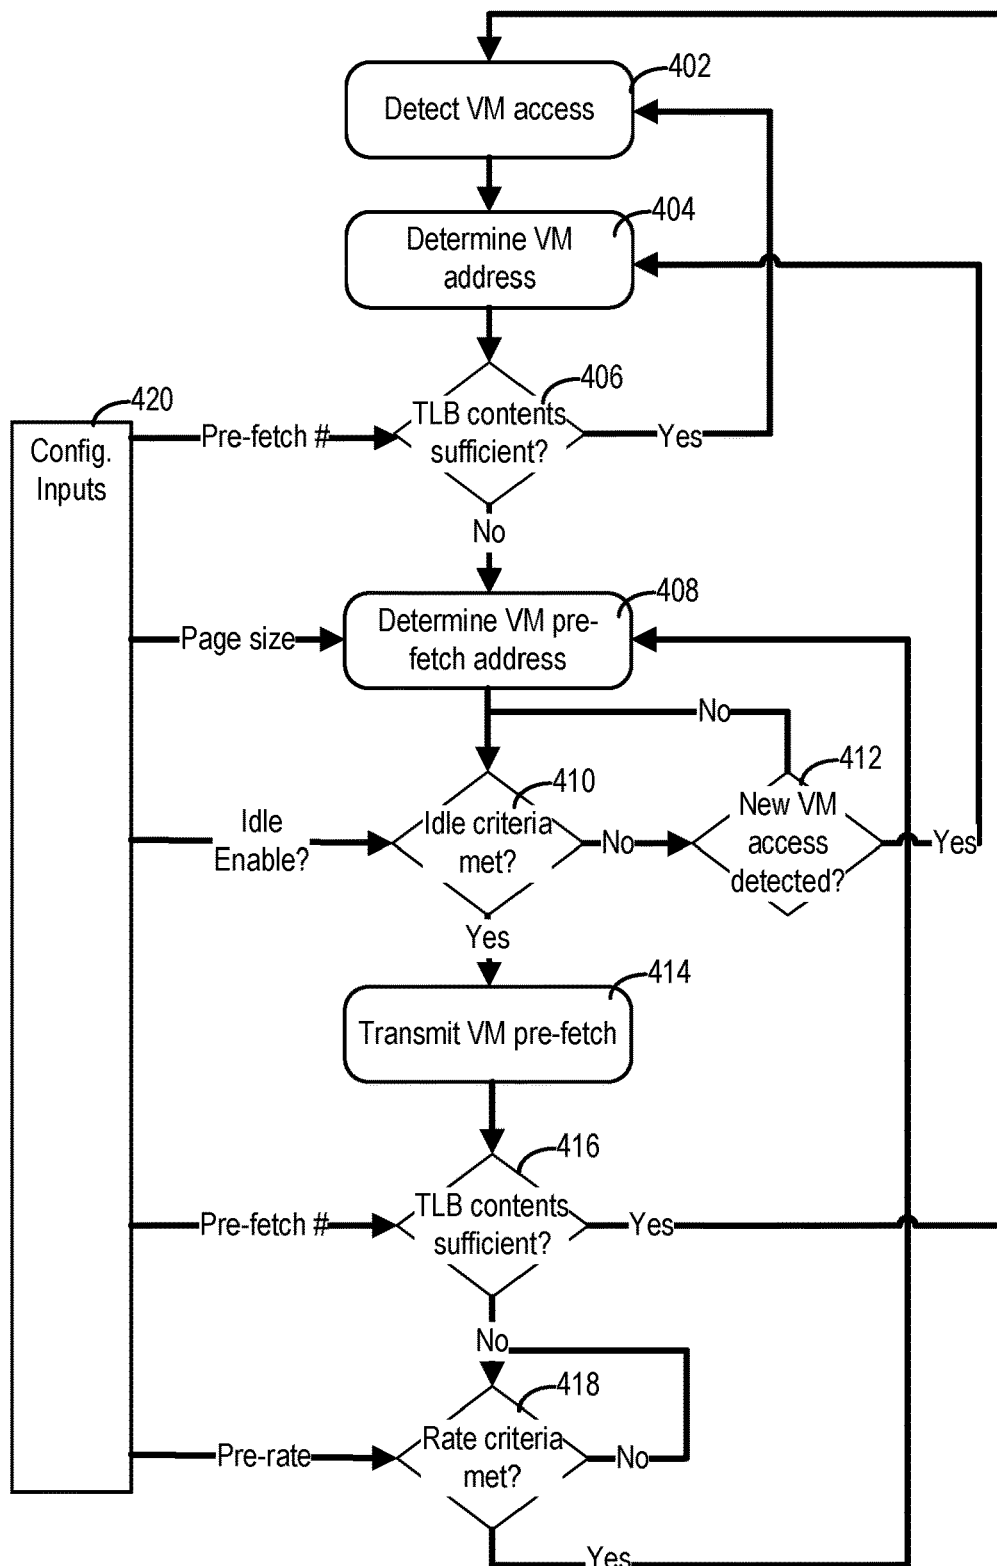 402
Detect VM access
404
Determine VM
address
406
420
TLB contents
Config.
Pre-fetch #
sufficient?
Yes
Inputs
No
408
Determine VM pre-
Page size
fetch address
No
412
410
New VM
Idle
Idle criteria
access
Enable?
met?
No
Yes
detected?
Yes
414
Transmit VM pre-fetch
416
TLB contents
Pre-fetch #
sufficient?
Yes
No
418
Rate criteria
Pre-rate
met?
No
Yes